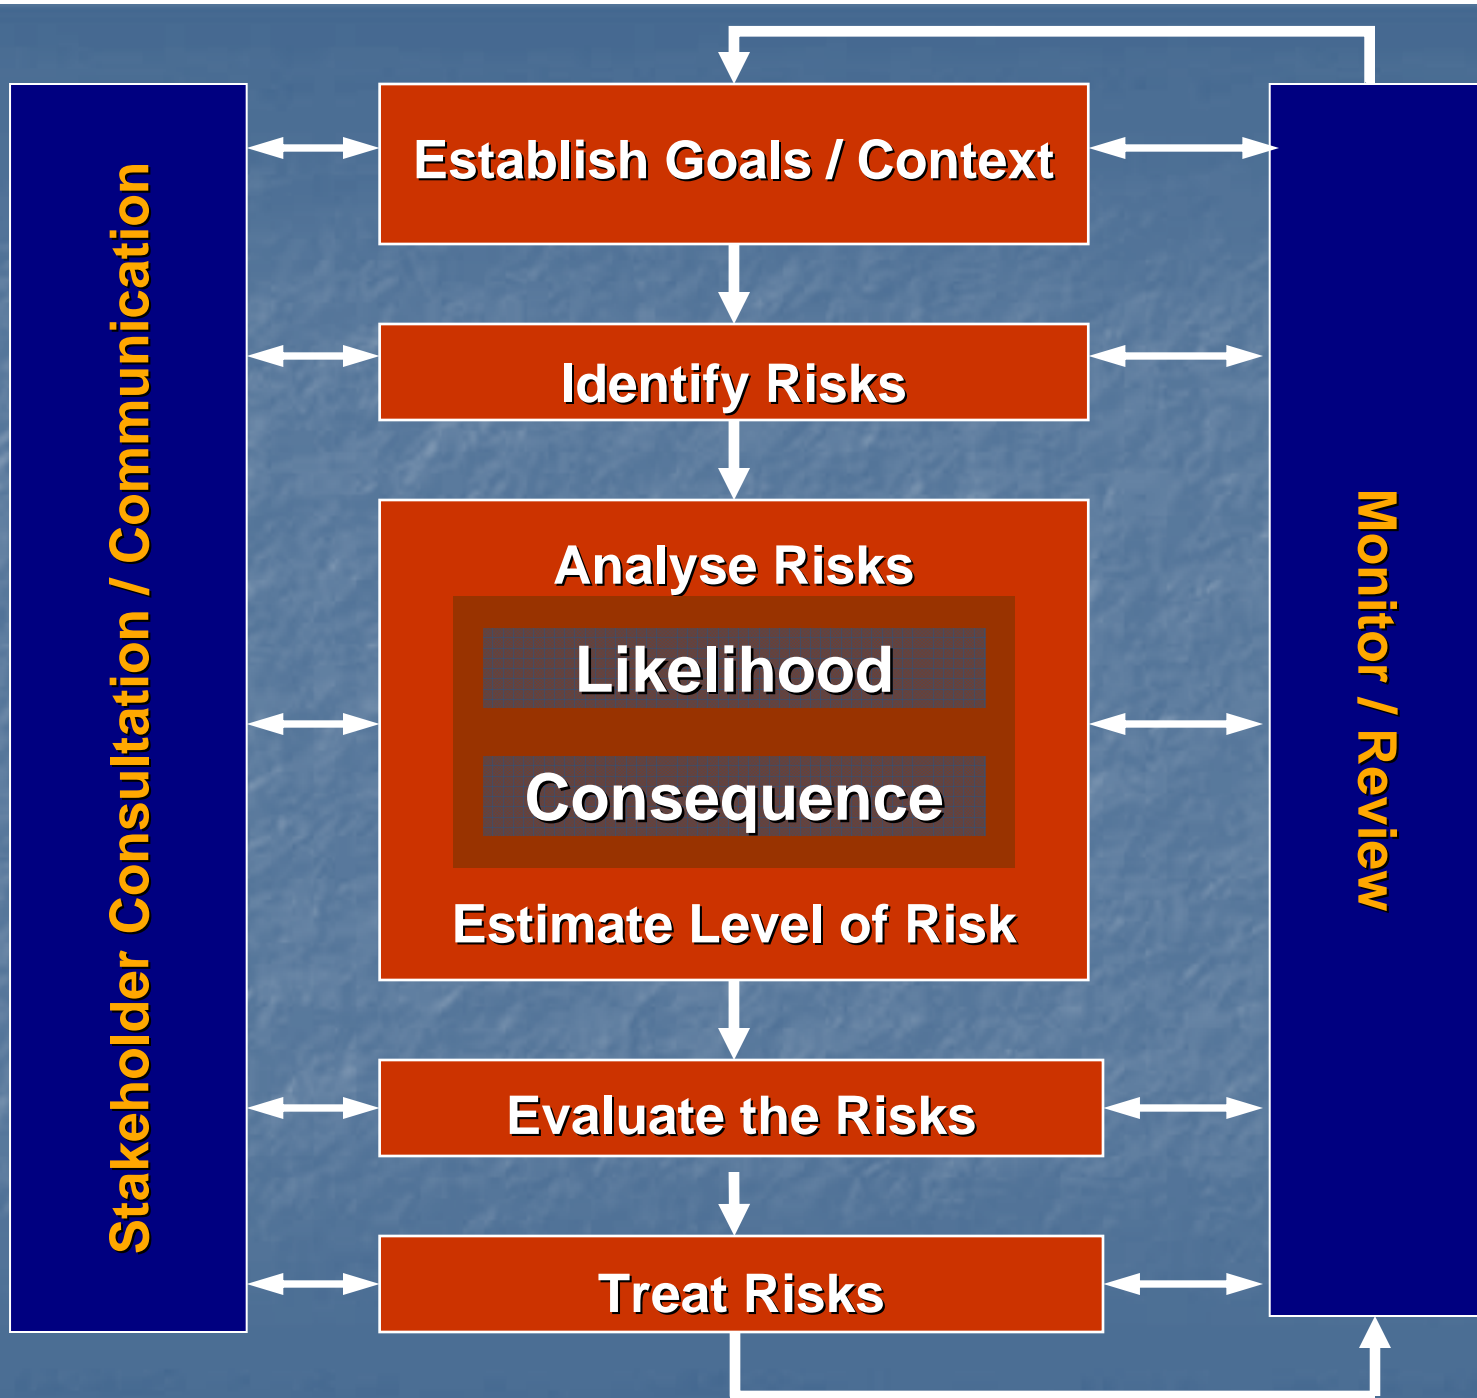 Establish Goals / Context
Identify Risks
Analyse Risks
Likelihood
Consequence
Estimate Level of Risk
Evaluate the Risks
Treat Risks
Stakeholder Consultation / Communication
Monitor / Review